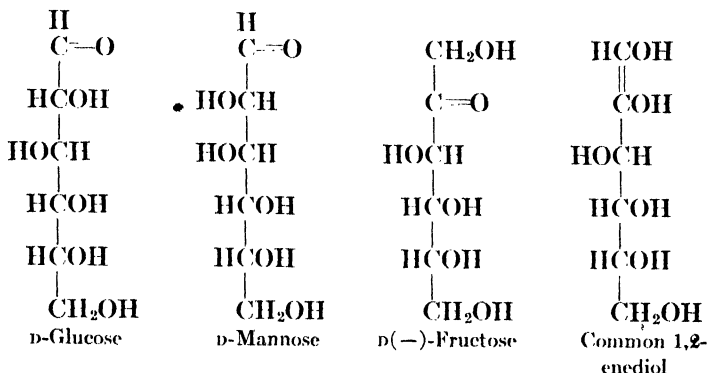 H H
C=O C=O CH₂OH HCOH
HCOH HOCH C=O COH
HOCH HOCH HOCH HOCH
HCOH HCOH HCOH HCOH
HCOH HCOH HCOH HCOH
CH₂OH CH₂OH CH₂OH CH₂OH
D-Glucose D-Mannose D(−)-Fructose Common 1,2-
enediol